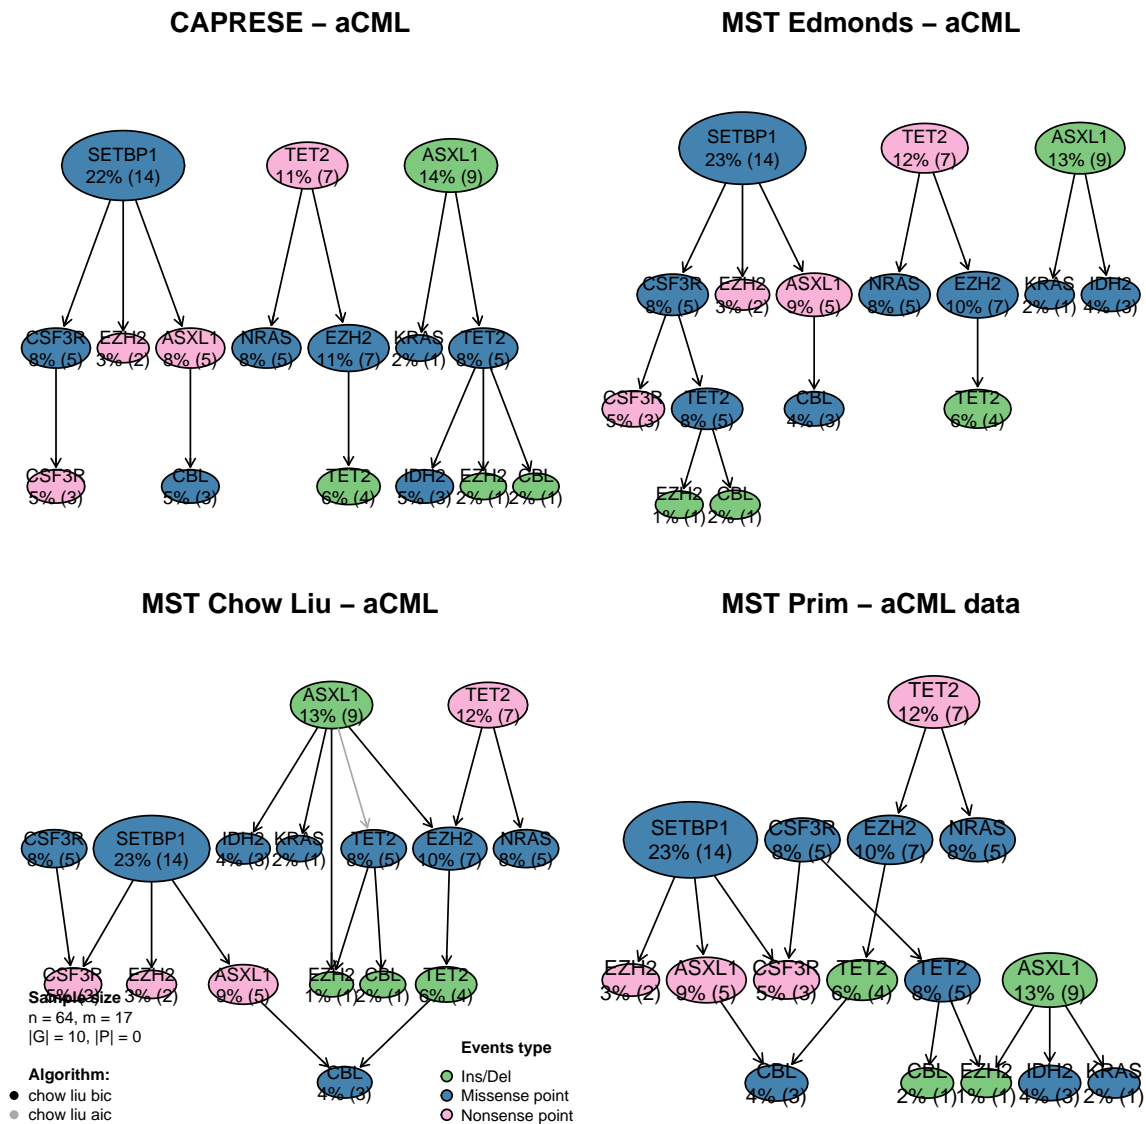 CAPRESE – aCML
SETBP1
22% (14)
TET2
11% (7)
ASXL1
14% (9)
CSF3R
8% (5)
EZH2
3% (2)
ASXL1
8% (5)
NRAS
8% (5)
EZH2
11% (7)
KRAS
2% (1)
TET2
8% (5)
CSF3R
5% (3)
CBL
5% (3)
TET2
6% (4)
IDH2
5% (3)
EZH2
2% (1)
CBL
2% (1)
MST Edmonds – aCML
SETBP1
23% (14)
TET2
12% (7)
ASXL1
13% (9)
CSF3R
8% (5)
EZH2
3% (2)
ASXL1
9% (5)
NRAS
8% (5)
EZH2
10% (7)
KRAS
2% (1)
IDH2
4% (3)
CSF3R
5% (3)
TET2
8% (5)
CBL
4% (3)
TET2
6% (4)
EZH2
1% (1)
CBL
2% (1)
MST Chow Liu – aCML
ASXL1
13% (9)
TET2
12% (7)
CSF3R
8% (5)
SETBP1
23% (14)
IDH2
4% (3)
KRAS
2% (1)
TET2
8% (5)
EZH2
10% (7)
NRAS
8% (5)
CSF3R
5% (3)
EZH2
3% (2)
ASXL1
9% (5)
EZH2
1% (1)
CBL
2% (1)
TET2
6% (4)
CBL
4% (3)
Sample size
n = 64, m = 17
|G| = 10, |P| = 0
Algorithm:
chow liu bic
chow liu aic
Events type
Ins/Del
Missense point
Nonsense point
MST Prim – aCML data
TET2
12% (7)
SETBP1
23% (14)
CSF3R
8% (5)
EZH2
10% (7)
NRAS
8% (5)
EZH2
3% (2)
ASXL1
9% (5)
CSF3R
5% (3)
TET2
6% (4)
TET2
8% (5)
ASXL1
13% (9)
CBL
4% (3)
CBL
2% (1)
EZH2
1% (1)
IDH2
4% (3)
KRAS
2% (1)